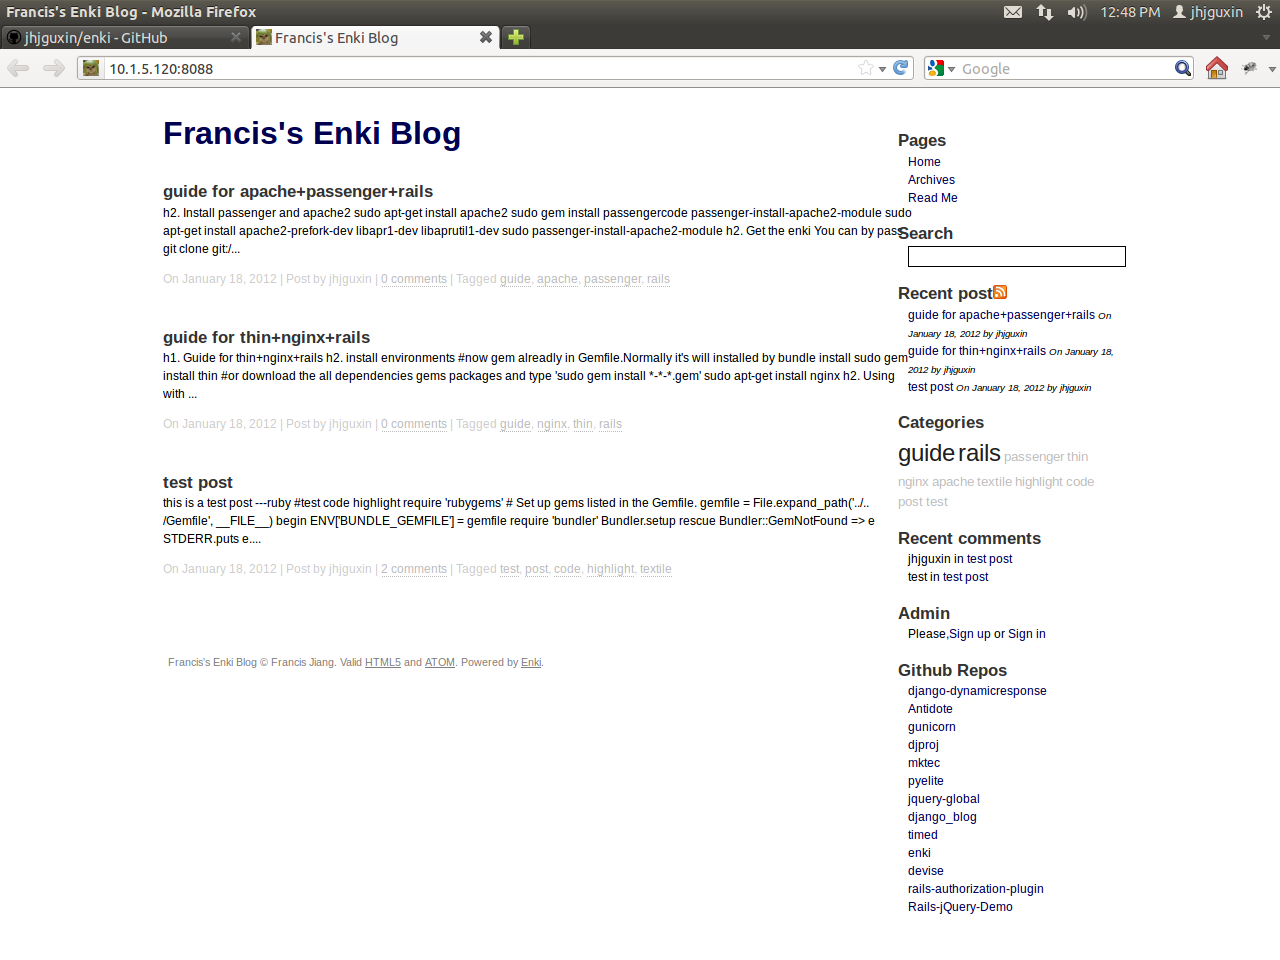 Francis's Enki Blog - Mozilla Firefox
12:48 PM jhjguxin
jhjguxin/enki - GitHub
Francis's Enki Blog
10.1.5.120:8088
Google
Francis's Enki Blog
guide for apache+passenger+rails
h2. Install passenger and apache2 sudo apt-get install apache2 sudo gem install passengercode passenger-install-apache2-module sudo
apt-get install apache2-prefork-dev libapr1-dev libaprutil1-dev sudo passenger-install-apache2-module h2. Get the enki You can by pass
git clone git:/...
On January 18, 2012 | Post by jhjguxin | 0 comments | Tagged guide, apache, passenger, rails
guide for thin+nginx+rails
h1. Guide for thin+nginx+rails h2. install environments #now gem alreadly in Gemfile.Normally it's will installed by bundle install sudo gem
install thin #or download the all dependencies gems packages and type 'sudo gem install *-*-*.gem' sudo apt-get install nginx h2. Using
with ...
On January 18, 2012 | Post by jhjguxin | 0 comments | Tagged guide, nginx, thin, rails
test post
this is a test post ---ruby #test code highlight require 'rubygems' # Set up gems listed in the Gemfile. gemfile = File.expand_path('../..
/Gemfile', __FILE__) begin ENV['BUNDLE_GEMFILE'] = gemfile require 'bundler' Bundler.setup rescue Bundler::GemNotFound => e
STDERR.puts e....
On January 18, 2012 | Post by jhjguxin | 2 comments | Tagged test, post, code, highlight, textile
Francis's Enki Blog © Francis Jiang. Valid HTML5 and ATOM. Powered by Enki.
Pages
Home
Archives
Read Me
Search
Recent post
guide for apache+passenger+rails On
January 18, 2012 by jhjguxin
guide for thin+nginx+rails On January 18,
2012 by jhjguxin
test post On January 18, 2012 by jhjguxin
Categories
guide rails passenger thin
nginx apache textile highlight code
post test
Recent comments
jhjguxin in test post
test in test post
Admin
Please,Sign up or Sign in
Github Repos
django-dynamicresponse
Antidote
gunicorn
djproj
mktec
pyelite
jquery-global
django_blog
timed
enki
devise
rails-authorization-plugin
Rails-jQuery-Demo